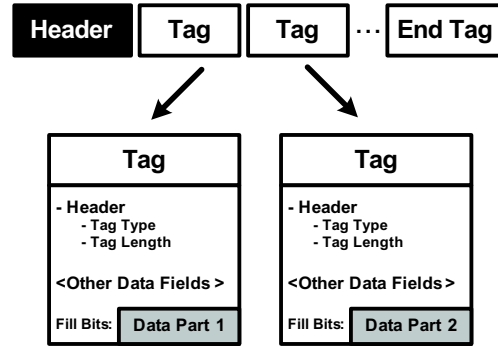 Header Tag Tag ... End Tag
Tag
- Header
- Tag Type
- Tag Length
<Other Data Fields >
Fill Bits: Data Part 1
Tag
- Header
- Tag Type
- Tag Length
<Other Data Fields >
Fill Bits: Data Part 2